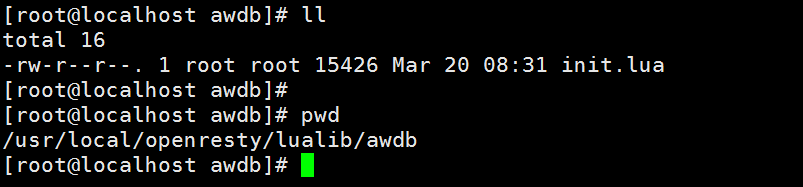 [root@localhost awdb]# ll
total 16
-rw-r--r--. 1 root root 15426 Mar 20 08:31 init.lua
[root@localhost awdb]#
[root@localhost awdb]# pwd
/usr/local/openresty/lualib/awdb
[root@localhost awdb]#